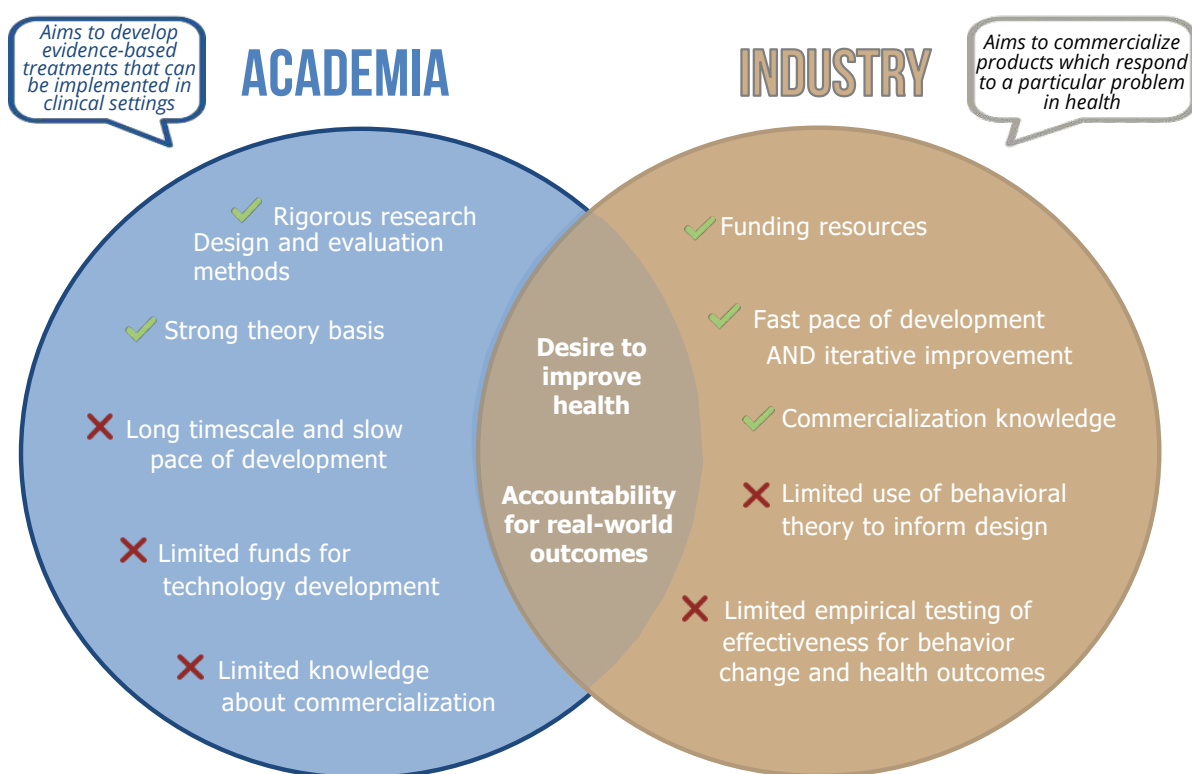 Aims to develop
evidence-based
treatments that can
be implemented in
clinical settings
ACADEMIA
INDUSTRY
Aims to commercialize
products which respond
to a particular problem
in health
Rigorous research
Design and evaluation
methods
Strong theory basis
Long timescale and slow
pace of development
Limited funds for
technology development
Limited knowledge
about commercialization
Desire to
improve
health
Accountability
for real-world
outcomes
Funding resources
Fast pace of development
AND iterative improvement
Commercialization knowledge
Limited use of behavioral
theory to inform design
Limited empirical testing of
effectiveness for behavior
change and health outcomes